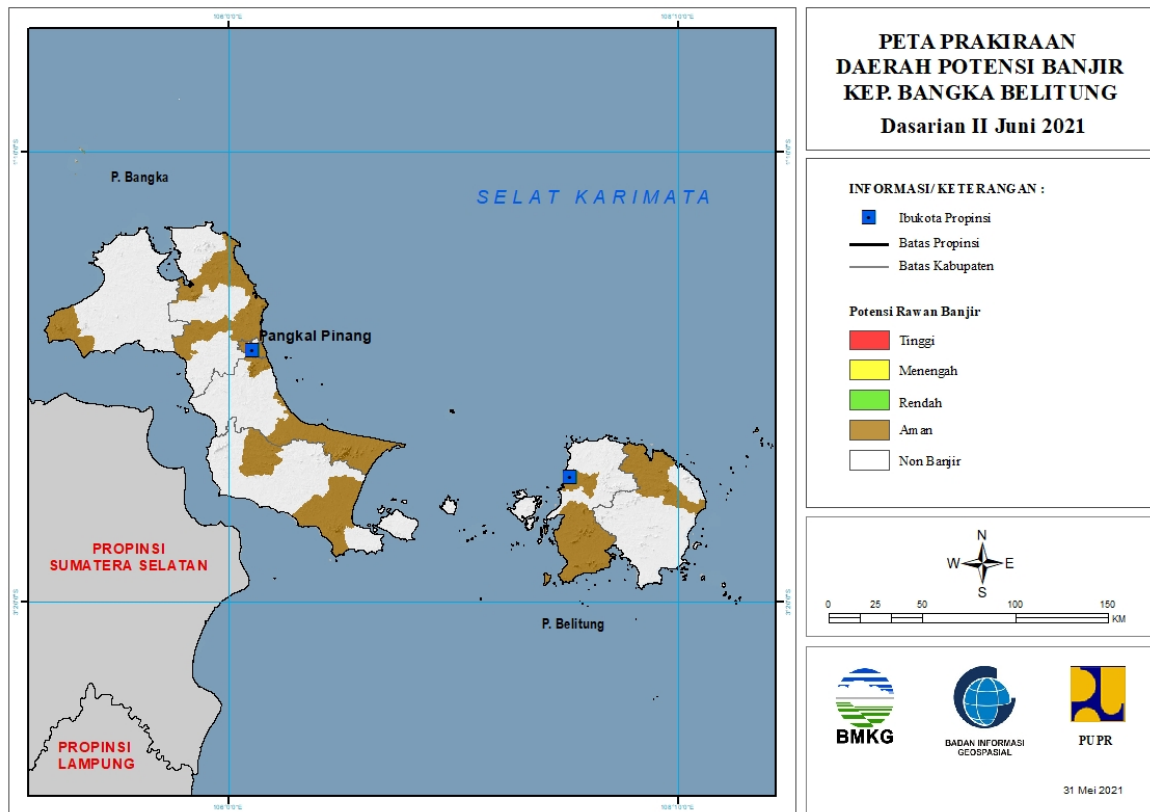 PETA PRAKIRAAN
DAERAH POTENSI BANJIR
KEP. BANGKA BELITUNG
Dasarian II Juni 2021
P. Bangka
SELAT KARIMATA
Pangkal Pinang
PROPINSI
SUMATERA SELATAN
P. Belitung
PROPINSI
LAMPUNG
INFORMASI/ KETERANGAN :
Ibukota Propinsi
Batas Propinsi
Batas Kabupaten
Potensi Rawan Banjir
Tinggi
Menengah
Rendah
Aman
Non Banjir
N
W E
S
0 25 50 100 150
KM
BMKG
BADAN INFORMASI
GEOSPASIAL
PUPR
31 Mei 2021